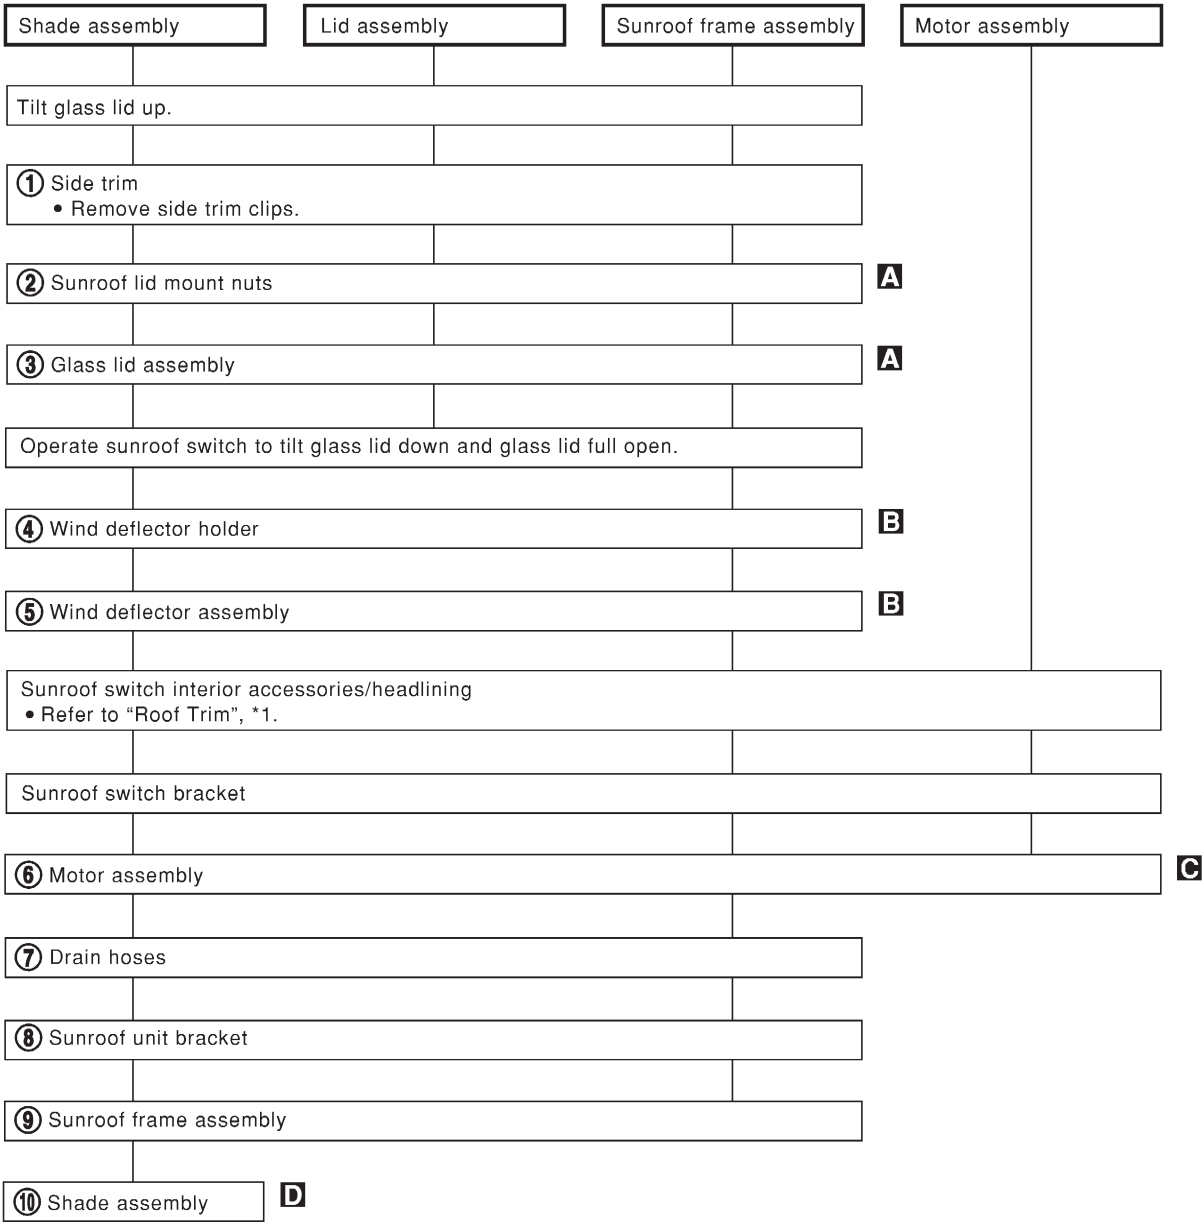 Shade assembly
Lid assembly
Sunroof frame assembly
Motor assembly
Tilt glass lid up.
① Side trim
• Remove side trim clips.
② Sunroof lid mount nuts
A
③ Glass lid assembly
A
Operate sunroof switch to tilt glass lid down and glass lid full open.
④ Wind deflector holder
B
⑤ Wind deflector assembly
B
Sunroof switch interior accessories/headlining
• Refer to “Roof Trim”, *1.
Sunroof switch bracket
⑥ Motor assembly
C
⑦ Drain hoses
⑧ Sunroof unit bracket
⑨ Sunroof frame assembly
⑩ Shade assembly
D